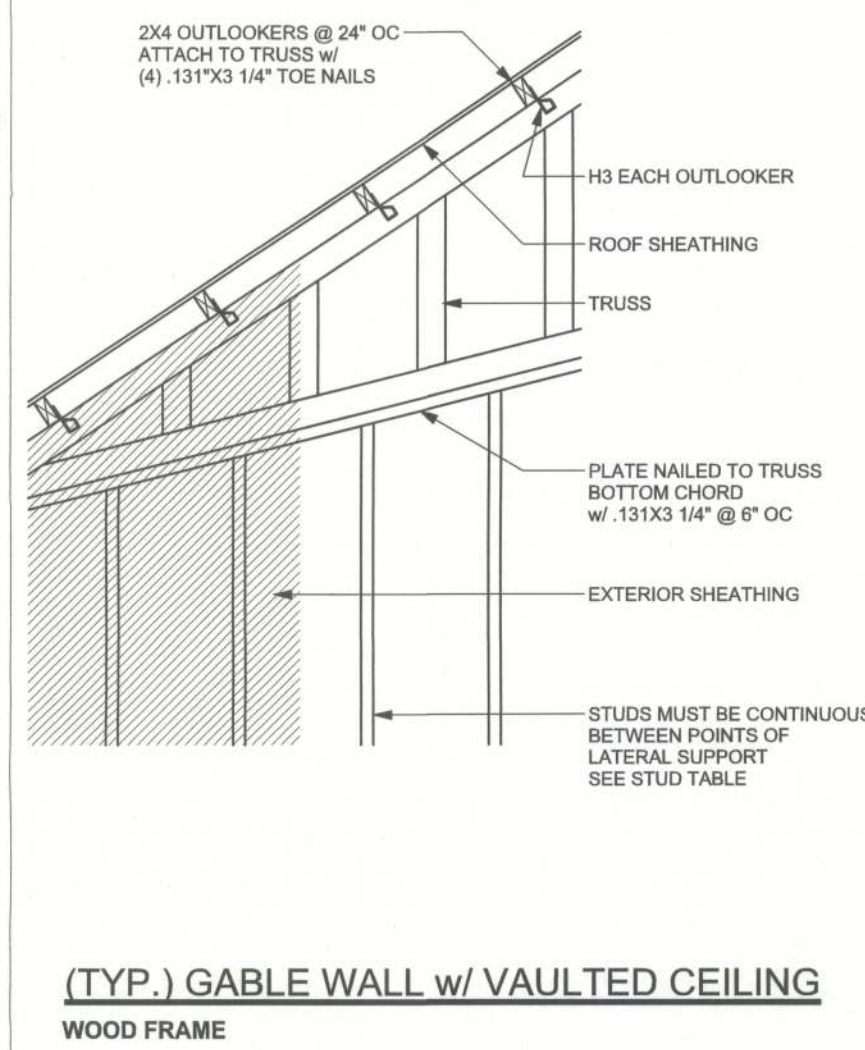 2X4 OUTLOOKERS @ 24" OC
ATTACH TO TRUSS w/
(4) .131"X3 1/4" TOE NAILS
H3 EACH OUTLOOKER
ROOF SHEATHING
TRUSS
PLATE NAILED TO TRUSS
BOTTOM CHORD
w/ .131X3 1/4" @ 6" OC
EXTERIOR SHEATHING
STUDS MUST BE CONTINUOUS
BETWEEN POINTS OF
LATERAL SUPPORT
SEE STUD TABLE
(TYP.) GABLE WALL w/ VAULTED CEILING
WOOD FRAME